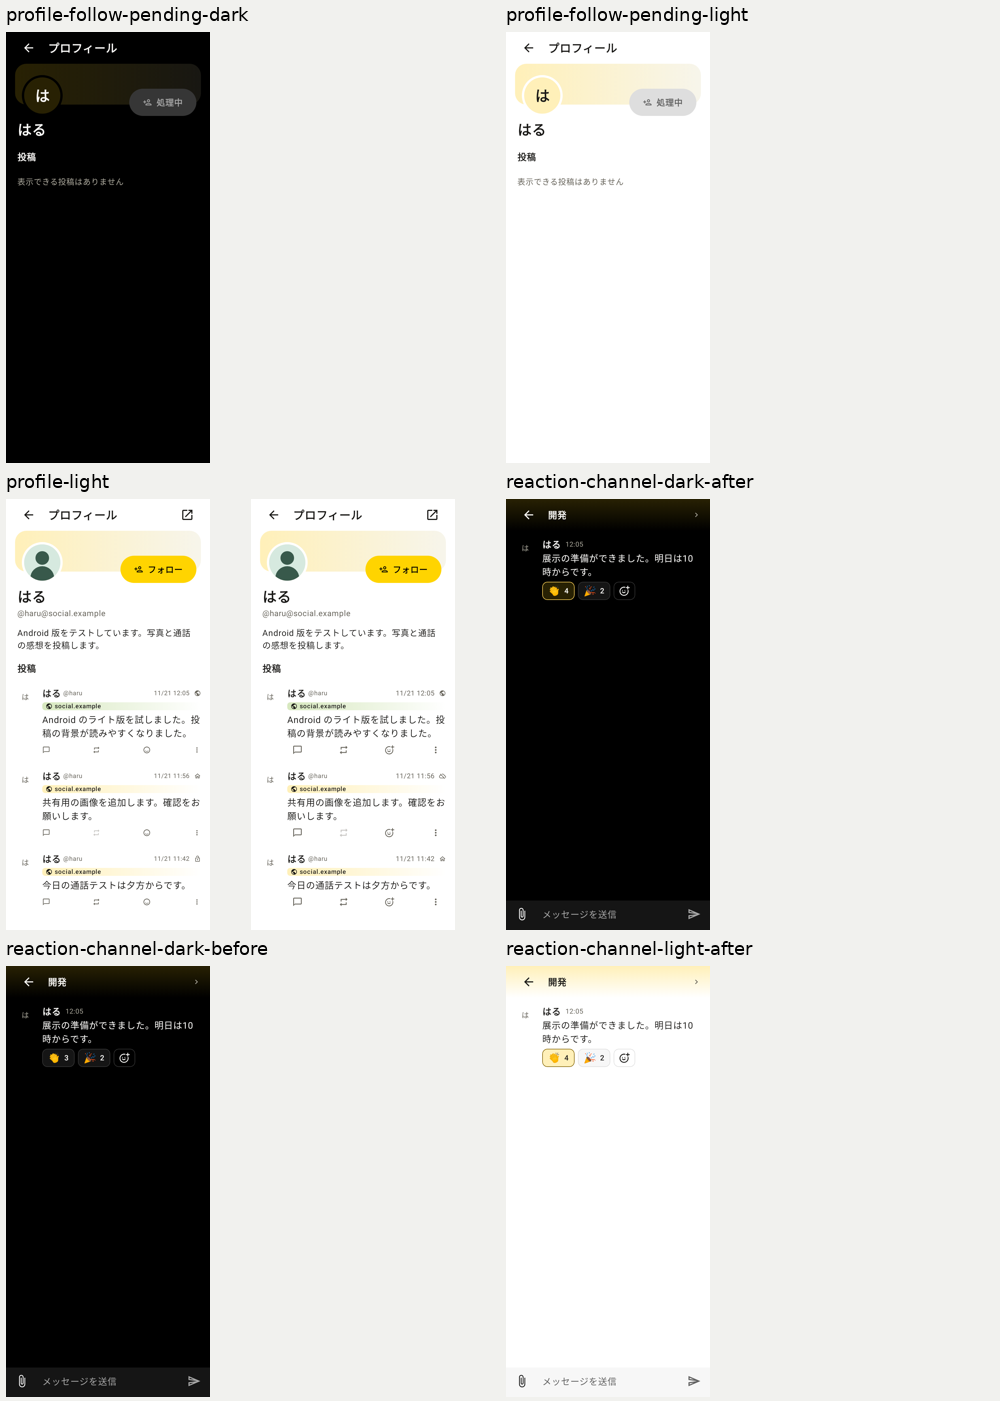 profile-follow-pending-dark
プロフィール
は
処理中
はる
投稿
表示できる投稿はありません
profile-follow-pending-light
プロフィール
は
処理中
はる
投稿
表示できる投稿はありません
profile-light
プロフィール
フォロー
はる
@haru@social.example
Android 版をテストしています。写真と通話
の感想を投稿します。
投稿
は
はる @haru 11/21 12:05
social.example
Android のライト版を試しました。投
稿の背景が読みやすくなりました。
は
はる @haru 11/21 11:56
social.example
共有用の画像を追加します。確認をお
願いします。
は
はる @haru 11/21 11:42
social.example
今日の通話テストは夕方からです。
プロフィール
フォロー
はる
@haru@social.example
Android 版をテストしています。写真と通話
の感想を投稿します。
投稿
は
はる @haru 11/21 12:05
social.example
Android のライト版を試しました。投
稿の背景が読みやすくなりました。
は
はる @haru 11/21 11:56
social.example
共有用の画像を追加します。確認をお
願いします。
は
はる @haru 11/21 11:42
social.example
今日の通話テストは夕方からです。
reaction-channel-dark-after
開発
は
はる 12:05
展示の準備ができました。明日は10
時からです。
4 2
メッセージを送信
reaction-channel-dark-before
開発
は
はる 12:05
展示の準備ができました。明日は10
時からです。
3 2
メッセージを送信
reaction-channel-light-after
開発
は
はる 12:05
展示の準備ができました。明日は10
時からです。
4 2
メッセージを送信